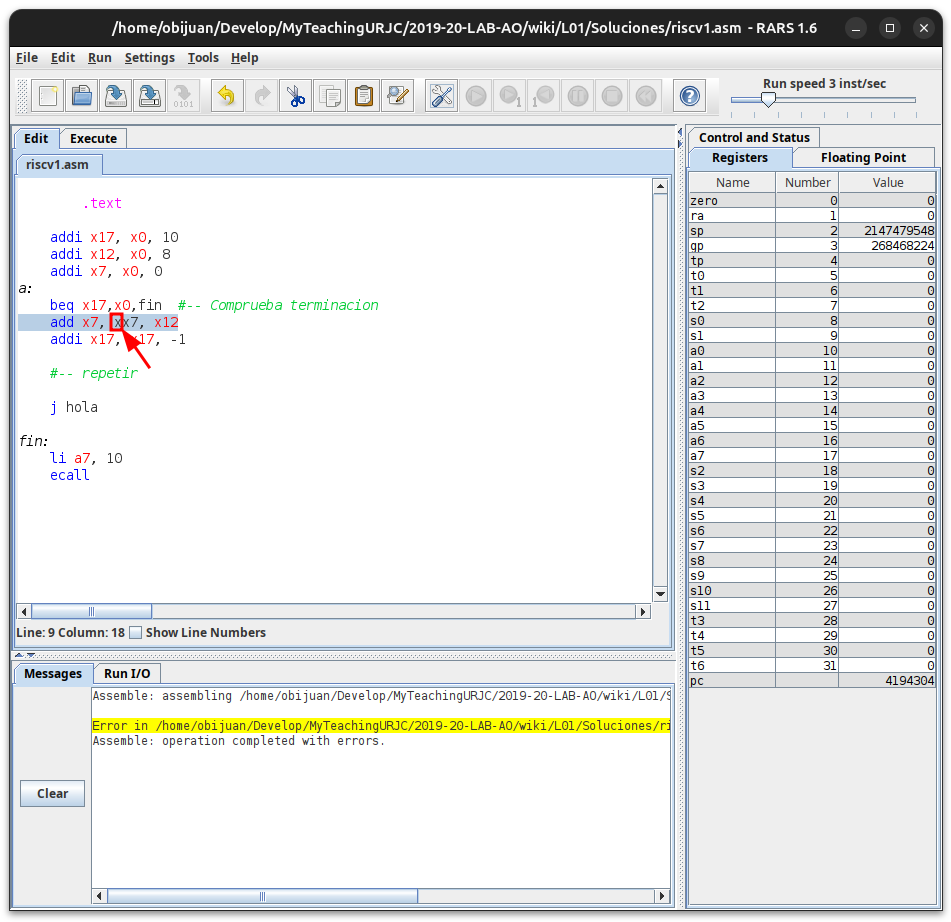 /home/obijuan/Develop/MyTeachingURJC/2019-20-LAB-AO/wiki/L01/Soluciones/riscv1.asm - RARS 1.6
File Edit Run Settings Tools Help
Run speed 3 inst/sec
Edit Execute
riscv1.asm
.text
addi x17, x0, 10
addi x12, x0, 8
addi x7, x0, 0
a:
beq x17,x0,fin #-- Comprueba terminacion
add x7, xx7, x12
addi x17, x17, -1
#-- repetir
j hola
fin:
li a7, 10
ecall
Line: 9 Column: 18 Show Line Numbers
Messages Run I/O
Assemble: assembling /home/obijuan/Develop/MyTeachingURJC/2019-20-LAB-AO/wiki/L01/S
Error in /home/obijuan/Develop/MyTeachingURJC/2019-20-LAB-AO/wiki/L01/Soluciones/ri
Assemble: operation completed with errors.
Clear
Control and Status
Registers Floating Point
Name Number Value
zero 0 0
ra 1 0
sp 2 2147479548
gp 3 268468224
tp 4 0
t0 5 0
t1 6 0
t2 7 0
s0 8 0
s1 9 0
a0 10 0
a1 11 0
a2 12 0
a3 13 0
a4 14 0
a5 15 0
a6 16 0
a7 17 0
s2 18 0
s3 19 0
s4 20 0
s5 21 0
s6 22 0
s7 23 0
s8 24 0
s9 25 0
s10 26 0
s11 27 0
t3 28 0
t4 29 0
t5 30 0
t6 31 0
pc 4194304